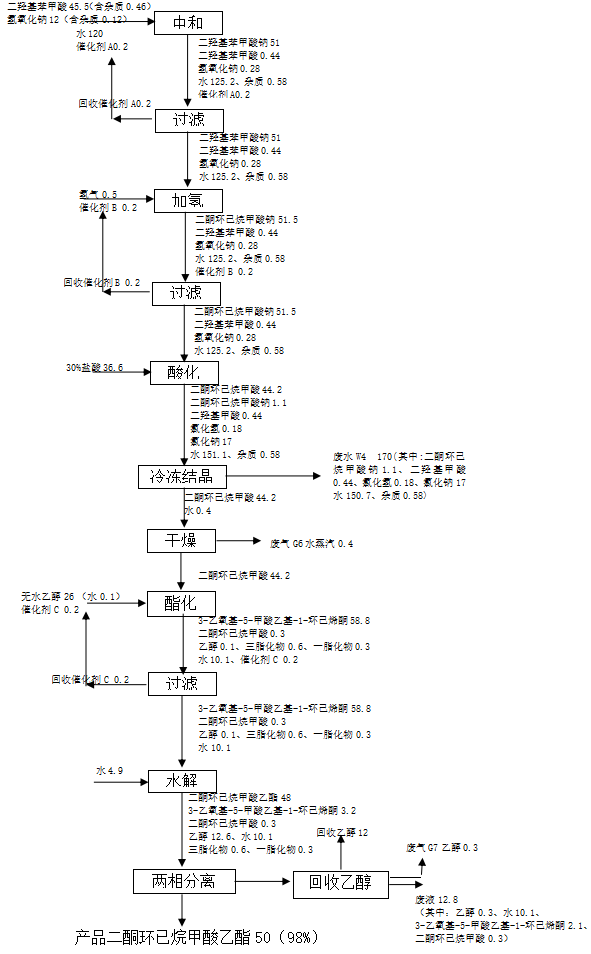 二羟基苯甲酸45.5(含杂质0.46)
氢氧化钠12（含杂质0.12）
水120
催化剂A0.2
中和
二羟基苯甲酸钠51
二羟基苯甲酸0.44
氢氧化钠0.28
水125.2、杂质0.58
催化剂A0.2
回收催化剂A0.2
过滤
二羟基苯甲酸钠51
二羟基苯甲酸0.44
氢氧化钠0.28
水125.2、杂质0.58
氢气0.5
催化剂B 0.2
加氢
二酮环已烷甲酸钠51.5
二羟基苯甲酸0.44
氢氧化钠0.28
水125.2、杂质0.58
催化剂B 0.2
回收催化剂B 0.2
过滤
二酮环已烷甲酸钠51.5
二羟基苯甲酸0.44
氢氧化钠0.28
水125.2、杂质0.58
30%盐酸36.6
酸化
二酮环已烷甲酸44.2
二酮环已烷甲酸钠1.1
二羟基甲酸0.44
氯化氢0.18
氯化钠17
水151.1、杂质0.58
冷冻结晶
废水W4 170(其中:二酮环已
烷甲酸钠1.1、二羟基甲酸
0.44、氯化氢0.18、氯化钠17
水150.7、杂质0.58)
二酮环已烷甲酸44.2
水0.4
干燥
废气G6水蒸汽0.4
二酮环已烷甲酸44.2
无水乙醇26（水0.1）
催化剂C 0.2
酯化
3-乙氧基-5-甲酸乙基-1-环已烯酮58.8
二酮环已烷甲酸0.3
乙醇0.1、三脂化物0.6、一脂化物0.3
水10.1、催化剂C 0.2
回收催化剂C 0.2
过滤
3-乙氧基-5-甲酸乙基-1-环已烯酮58.8
二酮环已烷甲酸0.3
乙醇0.1、三脂化物0.6、一脂化物0.3
水10.1
水4.9
水解
二酮环已烷甲酸乙酯48
3-乙氧基-5-甲酸乙基-1-环已烯酮3.2
二酮环已烷甲酸0.3
乙醇12.6、水10.1
三脂化物0.6、一脂化物0.3
回收乙醇12
废气G7乙醇0.3
两相分离
回收乙醇
废液12.8
（其中：乙醇0.3、水10.1、
3-乙氧基-5-甲酸乙基-1-环已烯酮2.1、
二酮环已烷甲酸0.3）
产品二酮环已烷甲酸乙酯50（98%）